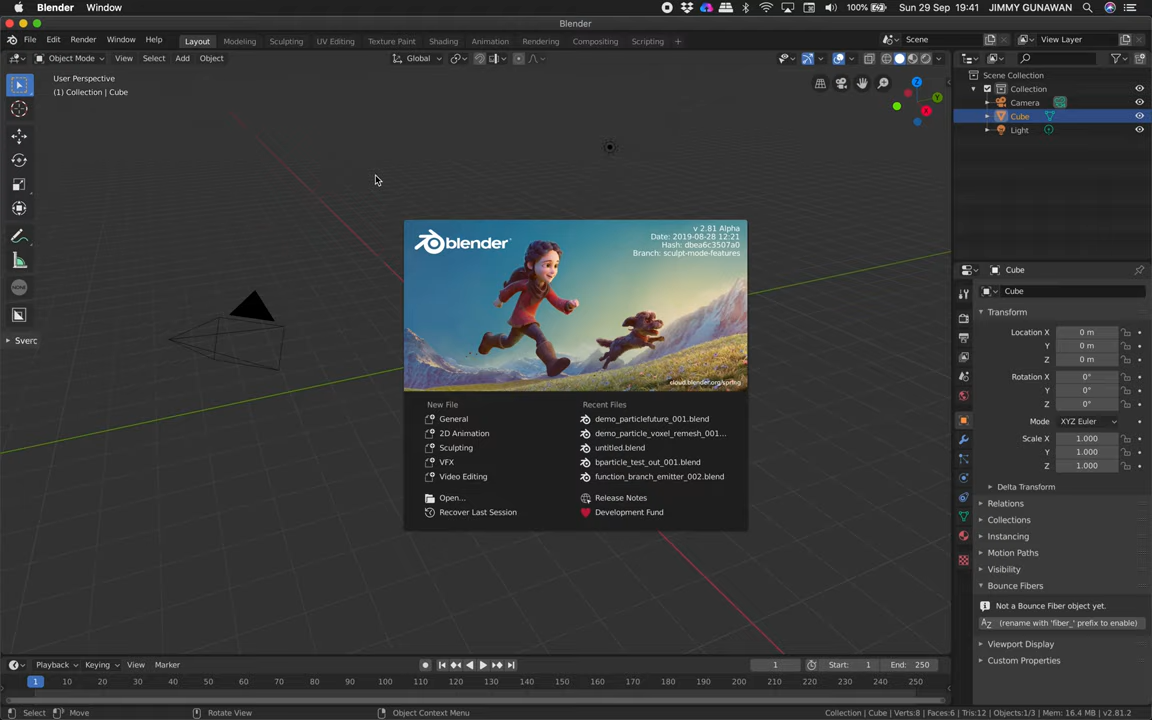 Blender Window 100% Sun 29 Sep 19:41 JIMMY GUNAWAN
Blender
File Edit Render Window Help Layout Modeling Sculpting UV Editing Texture Paint Shading Animation Rendering Compositing Scripting + Scene View Layer
Object Mode View Select Add Object Global
User Perspective
(1) Collection | Cube
Z
Y
X
NONE
Sverc
blender
v 2.81 Alpha
Date: 2019-08-28 12:21
Hash: dbea6c3507a0
Branch: sculpt-mode-features
cloud.blender.org/spring
New File
General
2D Animation
Sculpting
VFX
Video Editing
Open...
Recover Last Session
Recent Files
demo_particlefuture_001.blend
demo_particle_voxel_remesh_001...
untitled.blend
bparticle_test_out_001.blend
function_branch_emitter_002.blend
Release Notes
Development Fund
Scene Collection
Collection
Camera
Cube
Light
Cube
Cube
Transform
Location X 0 m
Y 0 m
Z 0 m
Rotation X 0°
Y 0°
Z 0°
Mode XYZ Euler
Scale X 1.000
Y 1.000
Z 1.000
Delta Transform
Relations
Collections
Instancing
Motion Paths
Visibility
Bounce Fibers
Not a Bounce Fiber object yet.
(rename with 'fiber_' prefix to enable)
Viewport Display
Custom Properties
Playback Keying View Marker 1 Start: 1 End: 250
1 10 20 30 40 50 60 70 80 90 100 110 120 130 140 150 160 170 180 190 200 210 220 230 240 250
Select Move Rotate View Object Context Menu Collection | Cube | Verts:8 | Faces:6 | Tris:12 | Objects:1/3 | Mem: 16.4 MB | v2.81.2